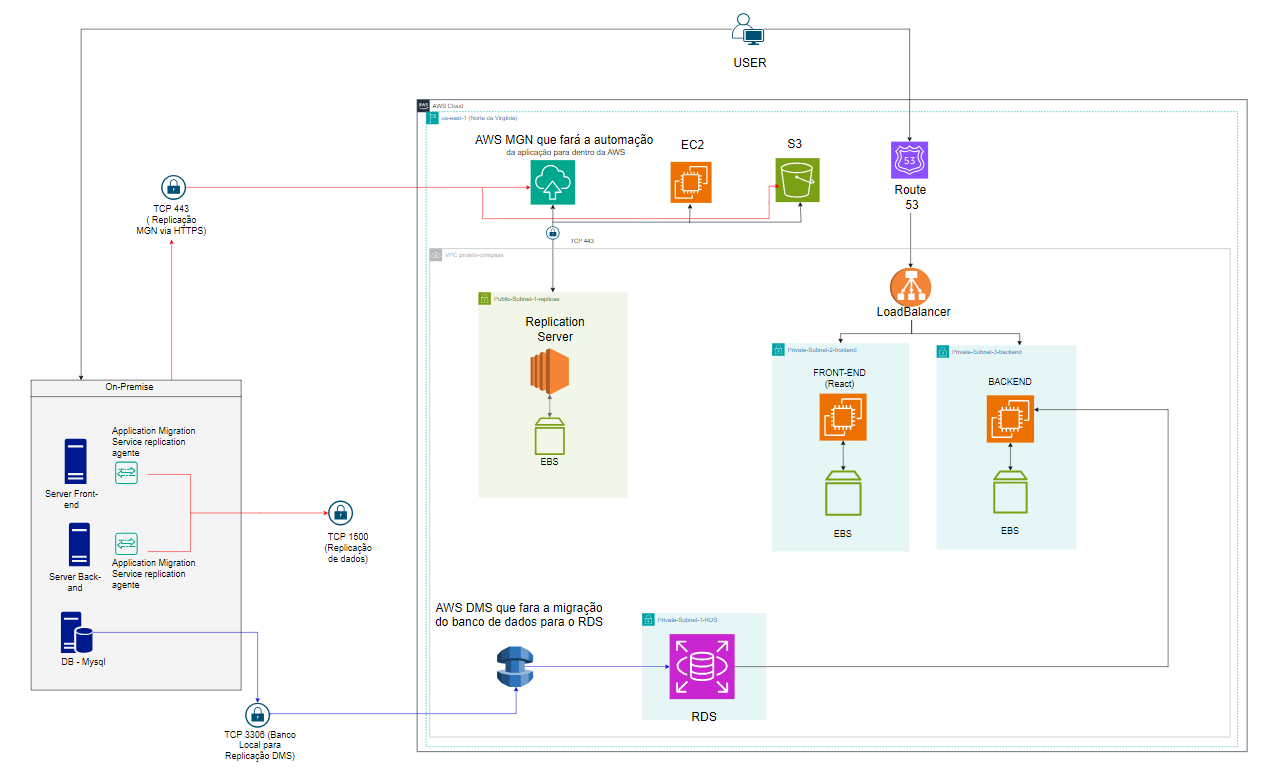 USER
AWS Cloud
us-east-1 (Norte da Virginia)
AWS MGN que fará a automação
da aplicação para dentro da AWS
EC2
S3
53
Route
53
TCP 443
( Replicação
MGN via HTTPS)
TCP 443
VPC projeto-compass
LoadBalancer
Public-Subnet-1-replicas
Replication
Server
EBS
Private-Subnet-2-frontend
FRONT-END
(React)
EBS
Private-Subnet-3-backend
BACKEND
EBS
On-Premise
Application Migration
Service replication
agente
Server Front-
end
Server Back-
and
Application Migration
Service replication
agente
DB - Mysql
TCP 1500
(Replicação
de dados)
AWS DMS que fara a migração
do banco de dados para o RDS
Private-Subnet-1-RDS
RDS
TCP 3306 (Banco
Local para
Replicação DMS)